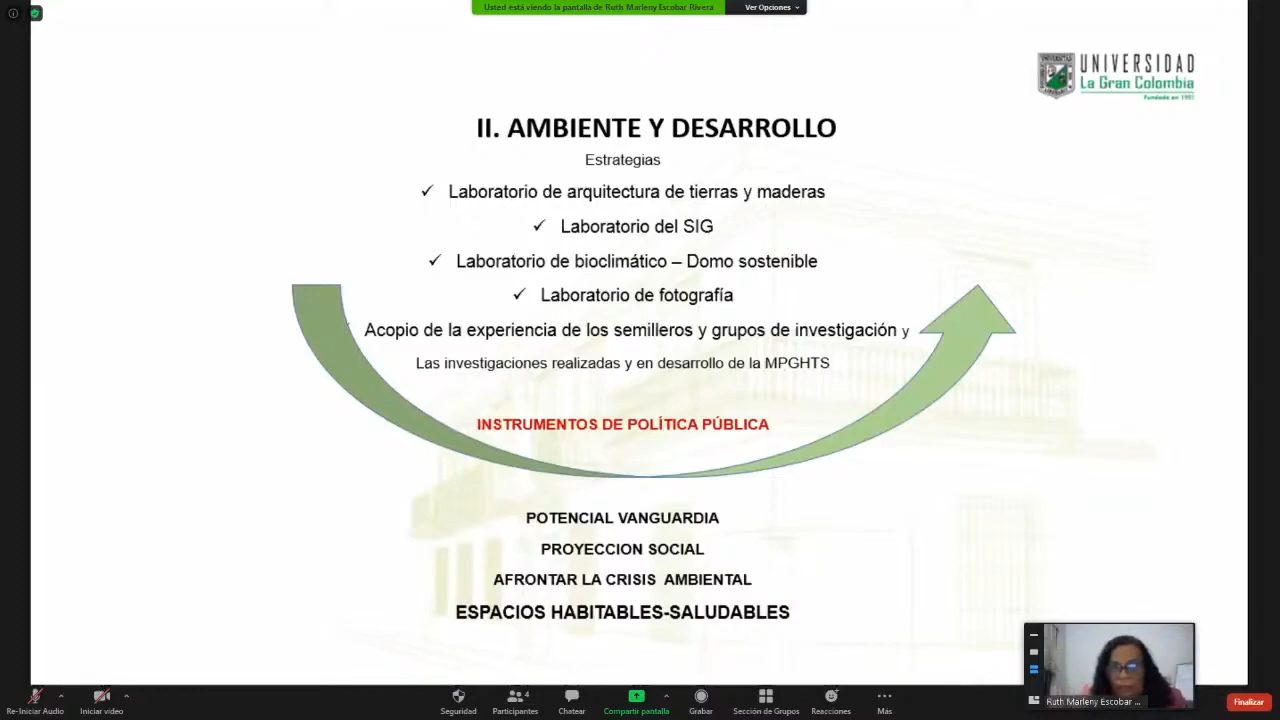 Usted está viendo la pantalla de Ruth Marleny Escobar Rivera
Ver Opciones
UNIVERSIDAD
La Gran Colombia
Fundada en 1951
II. AMBIENTE Y DESARROLLO
Estrategias
✓ Laboratorio de arquitectura de tierras y maderas
✓ Laboratorio del SIG
✓ Laboratorio de bioclimático – Domo sostenible
✓ Laboratorio de fotografía
Acopio de la experiencia de los semilleros y grupos de investigación y
Las investigaciones realizadas y en desarrollo de la MPGHTS
INSTRUMENTOS DE POLÍTICA PÚBLICA
POTENCIAL VANGUARDIA
PROYECCION SOCIAL
AFRONTAR LA CRISIS AMBIENTAL
ESPACIOS HABITABLES-SALUDABLES
Ruth Marleny Escobar ...
4
Re-Iniciar Audio
Iniciar video
Seguridad
Participantes
Chatear
Compartir pantalla
Grabar
Sección de Grupos
Reacciones
Más
Finalizar